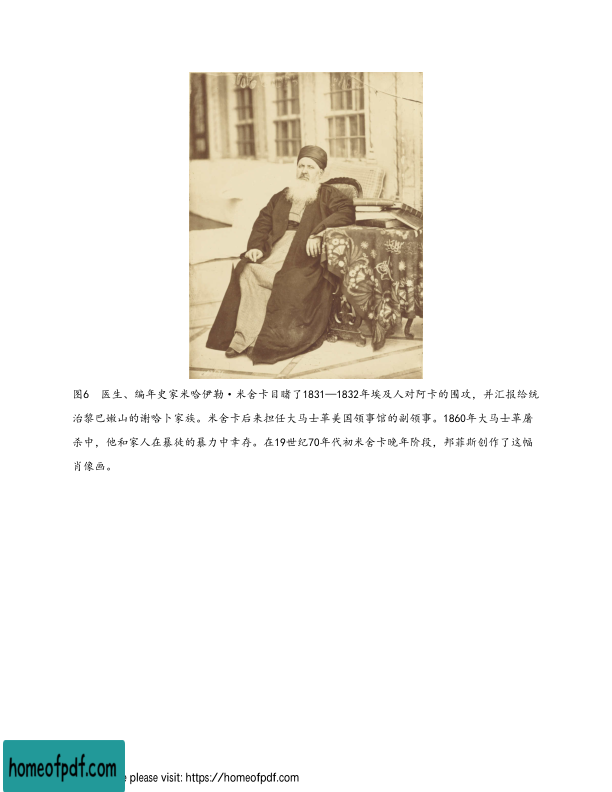 图6 医生、编年史家米哈伊勒·米舍卡目睹了1831—1832年埃及人对阿卡的围攻，并汇报给统
治黎巴嫩山的谢哈卜家族。米舍卡后来担任大马士革美国领事馆的副领事。1860年大马士革屠
杀中，他和家人在暴徒的暴力中幸存。在19世纪70年代初米舍卡晚年阶段，邦菲斯创作了这幅
肖像画。
homeofpdf.com
e please visit: https://homeofpdf.com